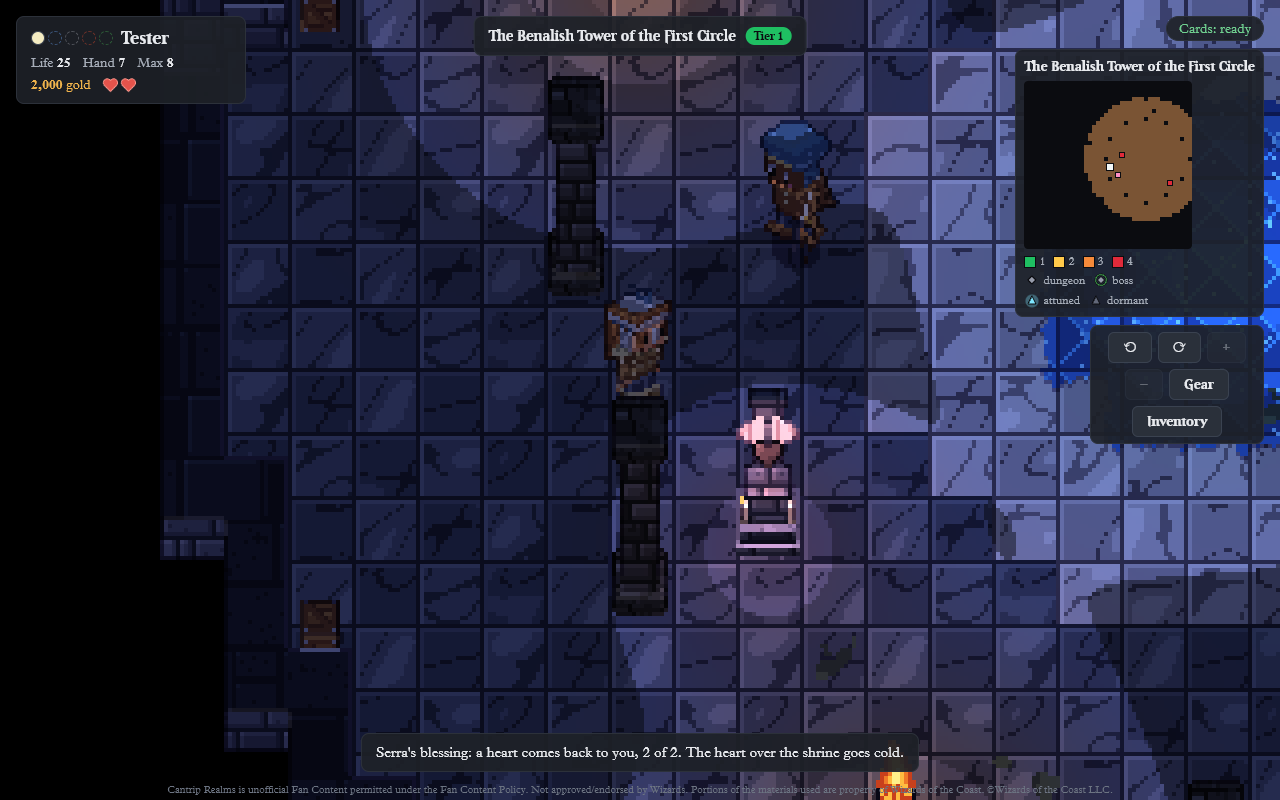 Tester
Life 25 Hand 7 Max 8
2,000 gold
The Benalish Tower of the First Circle Tier 1
Cards: ready
The Benalish Tower of the First Circle
1 2 3 4
dungeon boss
attuned dormant
+
− Gear
Inventory
Serra's blessing: a heart comes back to you, 2 of 2. The heart over the shrine goes cold.
Cantrip Realms is unofficial Fan Content permitted under the Fan Content Policy. Not approved/endorsed by Wizards. Portions of the materials used are property of Wizards of the Coast. ©Wizards of the Coast LLC.